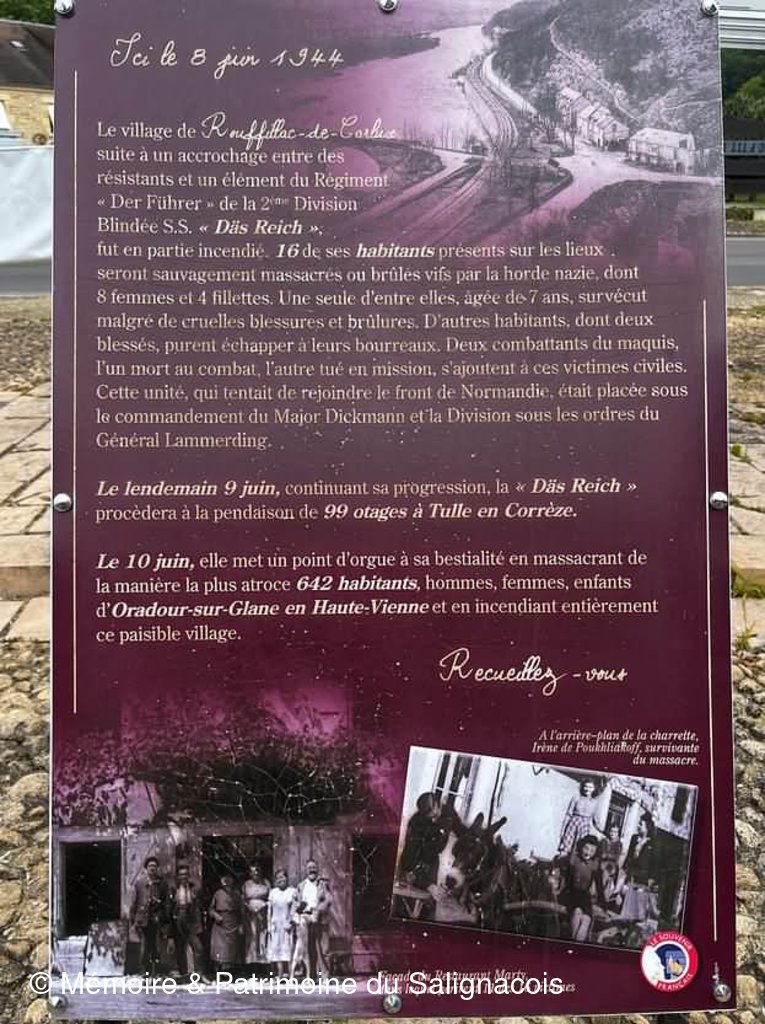 Ici le 8 juin 1944
Le village de Rouffillac-de-Carlux
suite à un accrochage entre des
résistants et un élément du Régiment
« Der Führer » de la 2ème Division
Blindée S.S. « Däs Reich »,
fut en partie incendié. 16 de ses habitants présents sur les lieux
seront sauvagement massacrés ou brûlés vifs par la horde nazie, dont
8 femmes et 4 fillettes. Une seule d'entre elles, âgée de 7 ans, survécut
malgré de cruelles blessures et brûlures. D'autres habitants, dont deux
blessés, purent échapper à leurs bourreaux. Deux combattants du maquis,
l'un mort au combat, l'autre tué en mission, s'ajoutent à ces victimes civiles.
Cette unité, qui tentait de rejoindre le front de Normandie, était placée sous
le commandement du Major Dickmann et la Division sous les ordres du
Général Lammerding.
Le lendemain 9 juin, continuant sa progression, la « Däs Reich »
procèdera à la pendaison de 99 otages à Tulle en Corrèze.
Le 10 juin, elle met un point d'orgue à sa bestialité en massacrant de
la manière la plus atroce 642 habitants, hommes, femmes, enfants
d'Oradour-sur-Glane en Haute-Vienne et en incendiant entièrement
ce paisible village.
Recueillez-vous
A l'arrière-plan de la charrette,
Irène de Poukhliakoff, survivante
du massacre.
LE SOUVENIR
FRANÇAIS
Façade du Restaurant Marty,
© Mémoire & Patrimoine du Salignacois